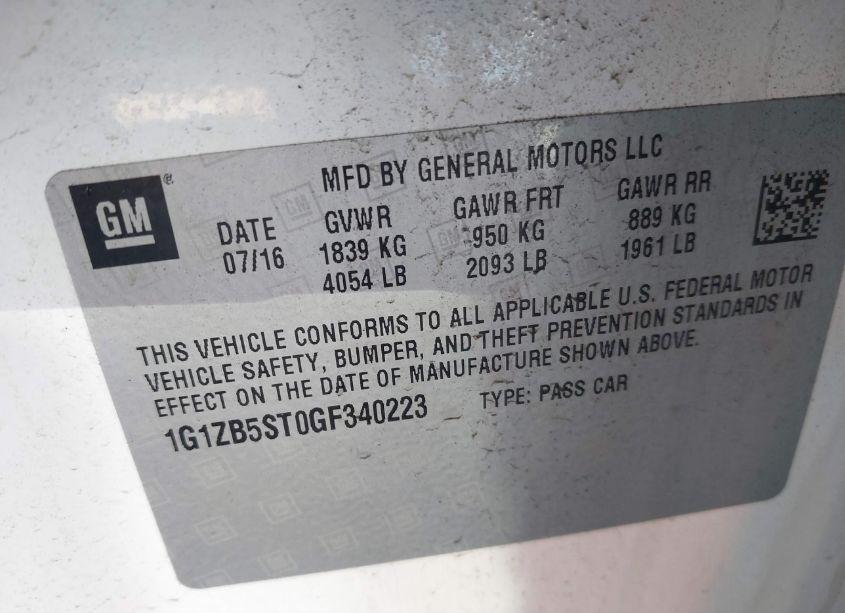 MFD BY GENERAL MOTORS LLC
GM ®
DATE GVWR GAWR FRT GAWR RR
07/16 1839 KG 950 KG 889 KG
4054 LB 2093 LB 1961 LB
THIS VEHICLE CONFORMS TO ALL APPLICABLE U.S. FEDERAL MOTOR
VEHICLE SAFETY, BUMPER, AND THEFT PREVENTION STANDARDS IN
EFFECT ON THE DATE OF MANUFACTURE SHOWN ABOVE.
1G1ZB5ST0GF340223 TYPE: PASS CAR